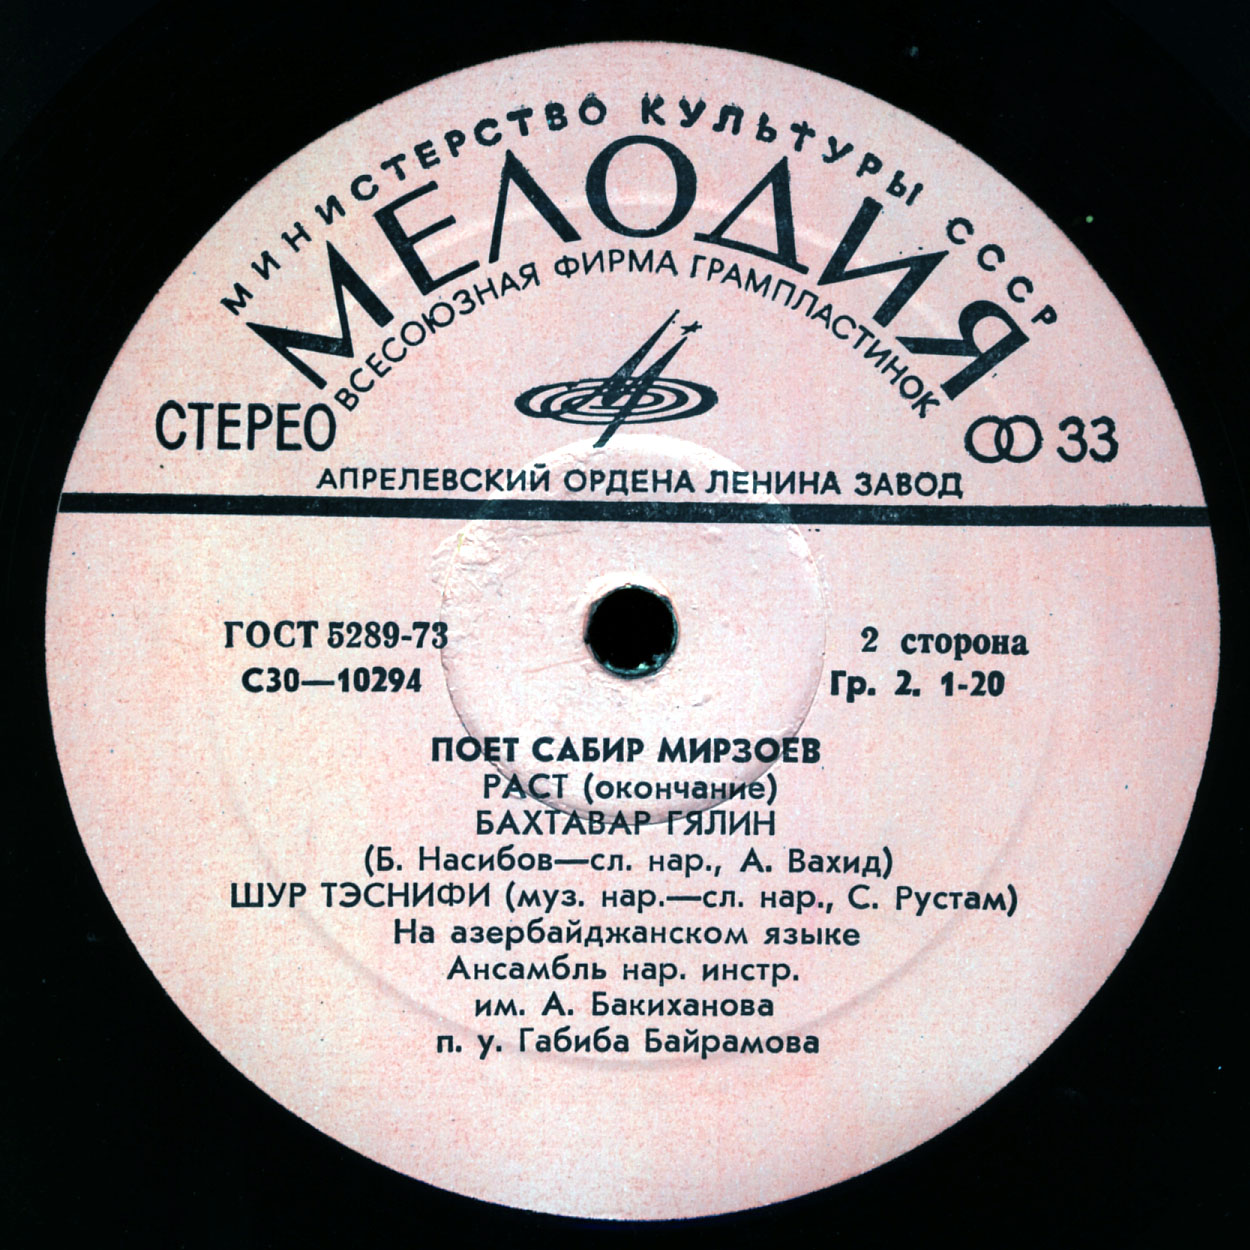 МИНИСТЕРСТВО КУЛЬТУРЫ СССР
МЕЛОДИЯ
ВСЕСОЮЗНАЯ ФИРМА ГРАМПЛАСТИНОК
СТЕРЕО
33
АПРЕЛЕВСКИЙ ОРДЕНА ЛЕНИНА ЗАВОД
ГОСТ 5289-73
С30—10294
2 сторона
Гр. 2. 1-20
ПОЕТ САБИР МИРЗОЕВ
РАСТ (окончание)
БАХТАВАР ГЯЛИН
(Б. Насибов—сл. нар., А. Вахид)
ШУР ТЭСНИФИ (муз. нар.—сл. нар., С. Рустам)
На азербайджанском языке
Ансамбль нар. инстр.
им. А. Бакиханова
п. у. Габиба Байрамова